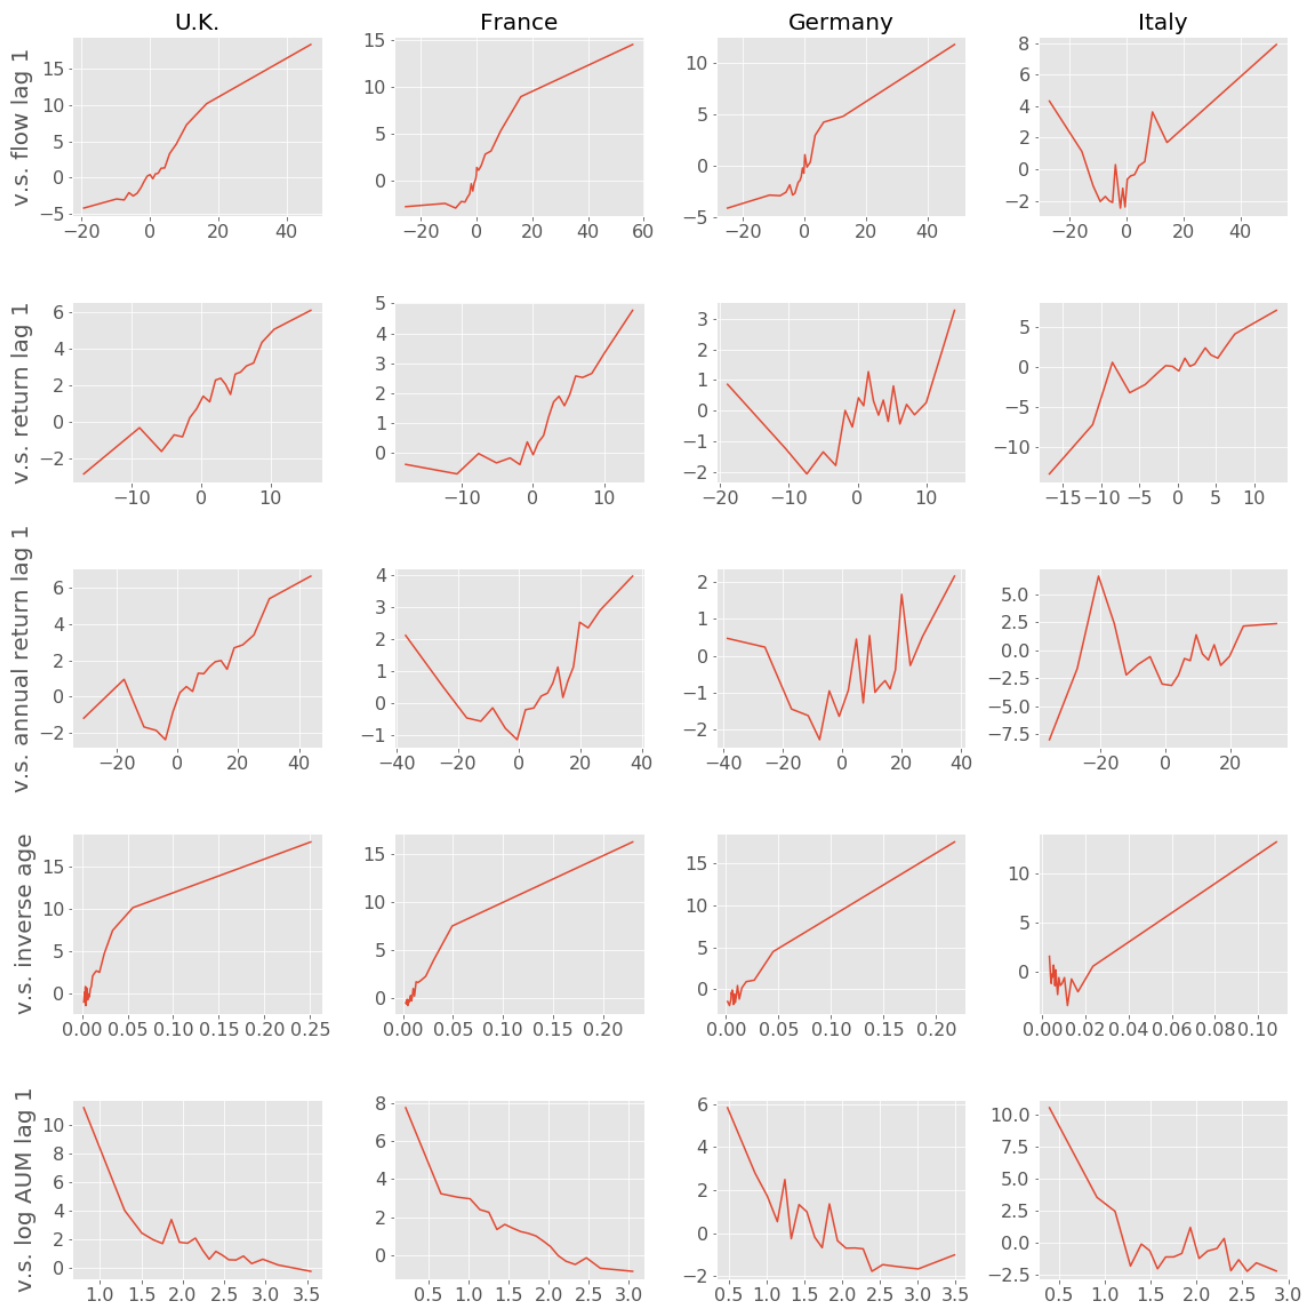 U.K. France Germany Italy
v.s. flow lag 1
15 10 5 0 −5
−20 0 20 40
15 10 5 0
−20 0 20 40 60
10 5 0 −5
−20 0 20 40
8 6 4 2 0 −2
−20 0 20 40
v.s. return lag 1
6 4 2 0 −2
−10 0 10
5 4 3 2 1 0
−10 0 10
3 2 1 0 −1 −2
−20 −10 0 10
5 0 −5 −10
−15 −10 −5 0 5 10
v.s. annual return lag 1
6 4 2 0 −2
−20 0 20 40
4 3 2 1 0 −1
−40 −20 0 20 40
2 1 0 −1 −2
−40 −20 0 20 40
5.0 2.5 0.0 −2.5 −5.0 −7.5
−20 0 20
v.s. inverse age
15 10 5 0
0.00 0.05 0.10 0.15 0.20 0.25
15 10 5 0
0.00 0.05 0.10 0.15 0.20
15 10 5 0
0.00 0.05 0.10 0.15 0.20
10 5 0
0.00 0.02 0.04 0.06 0.08 0.10
v.s. log AUM lag 1
10 8 6 4 2 0
1.0 1.5 2.0 2.5 3.0 3.5
8 6 4 2 0
0.5 1.0 1.5 2.0 2.5 3.0
6 4 2 0 −2
0.5 1.0 1.5 2.0 2.5 3.0 3.5
10.0 7.5 5.0 2.5 0.0 −2.5
0.5 1.0 1.5 2.0 2.5 3.0